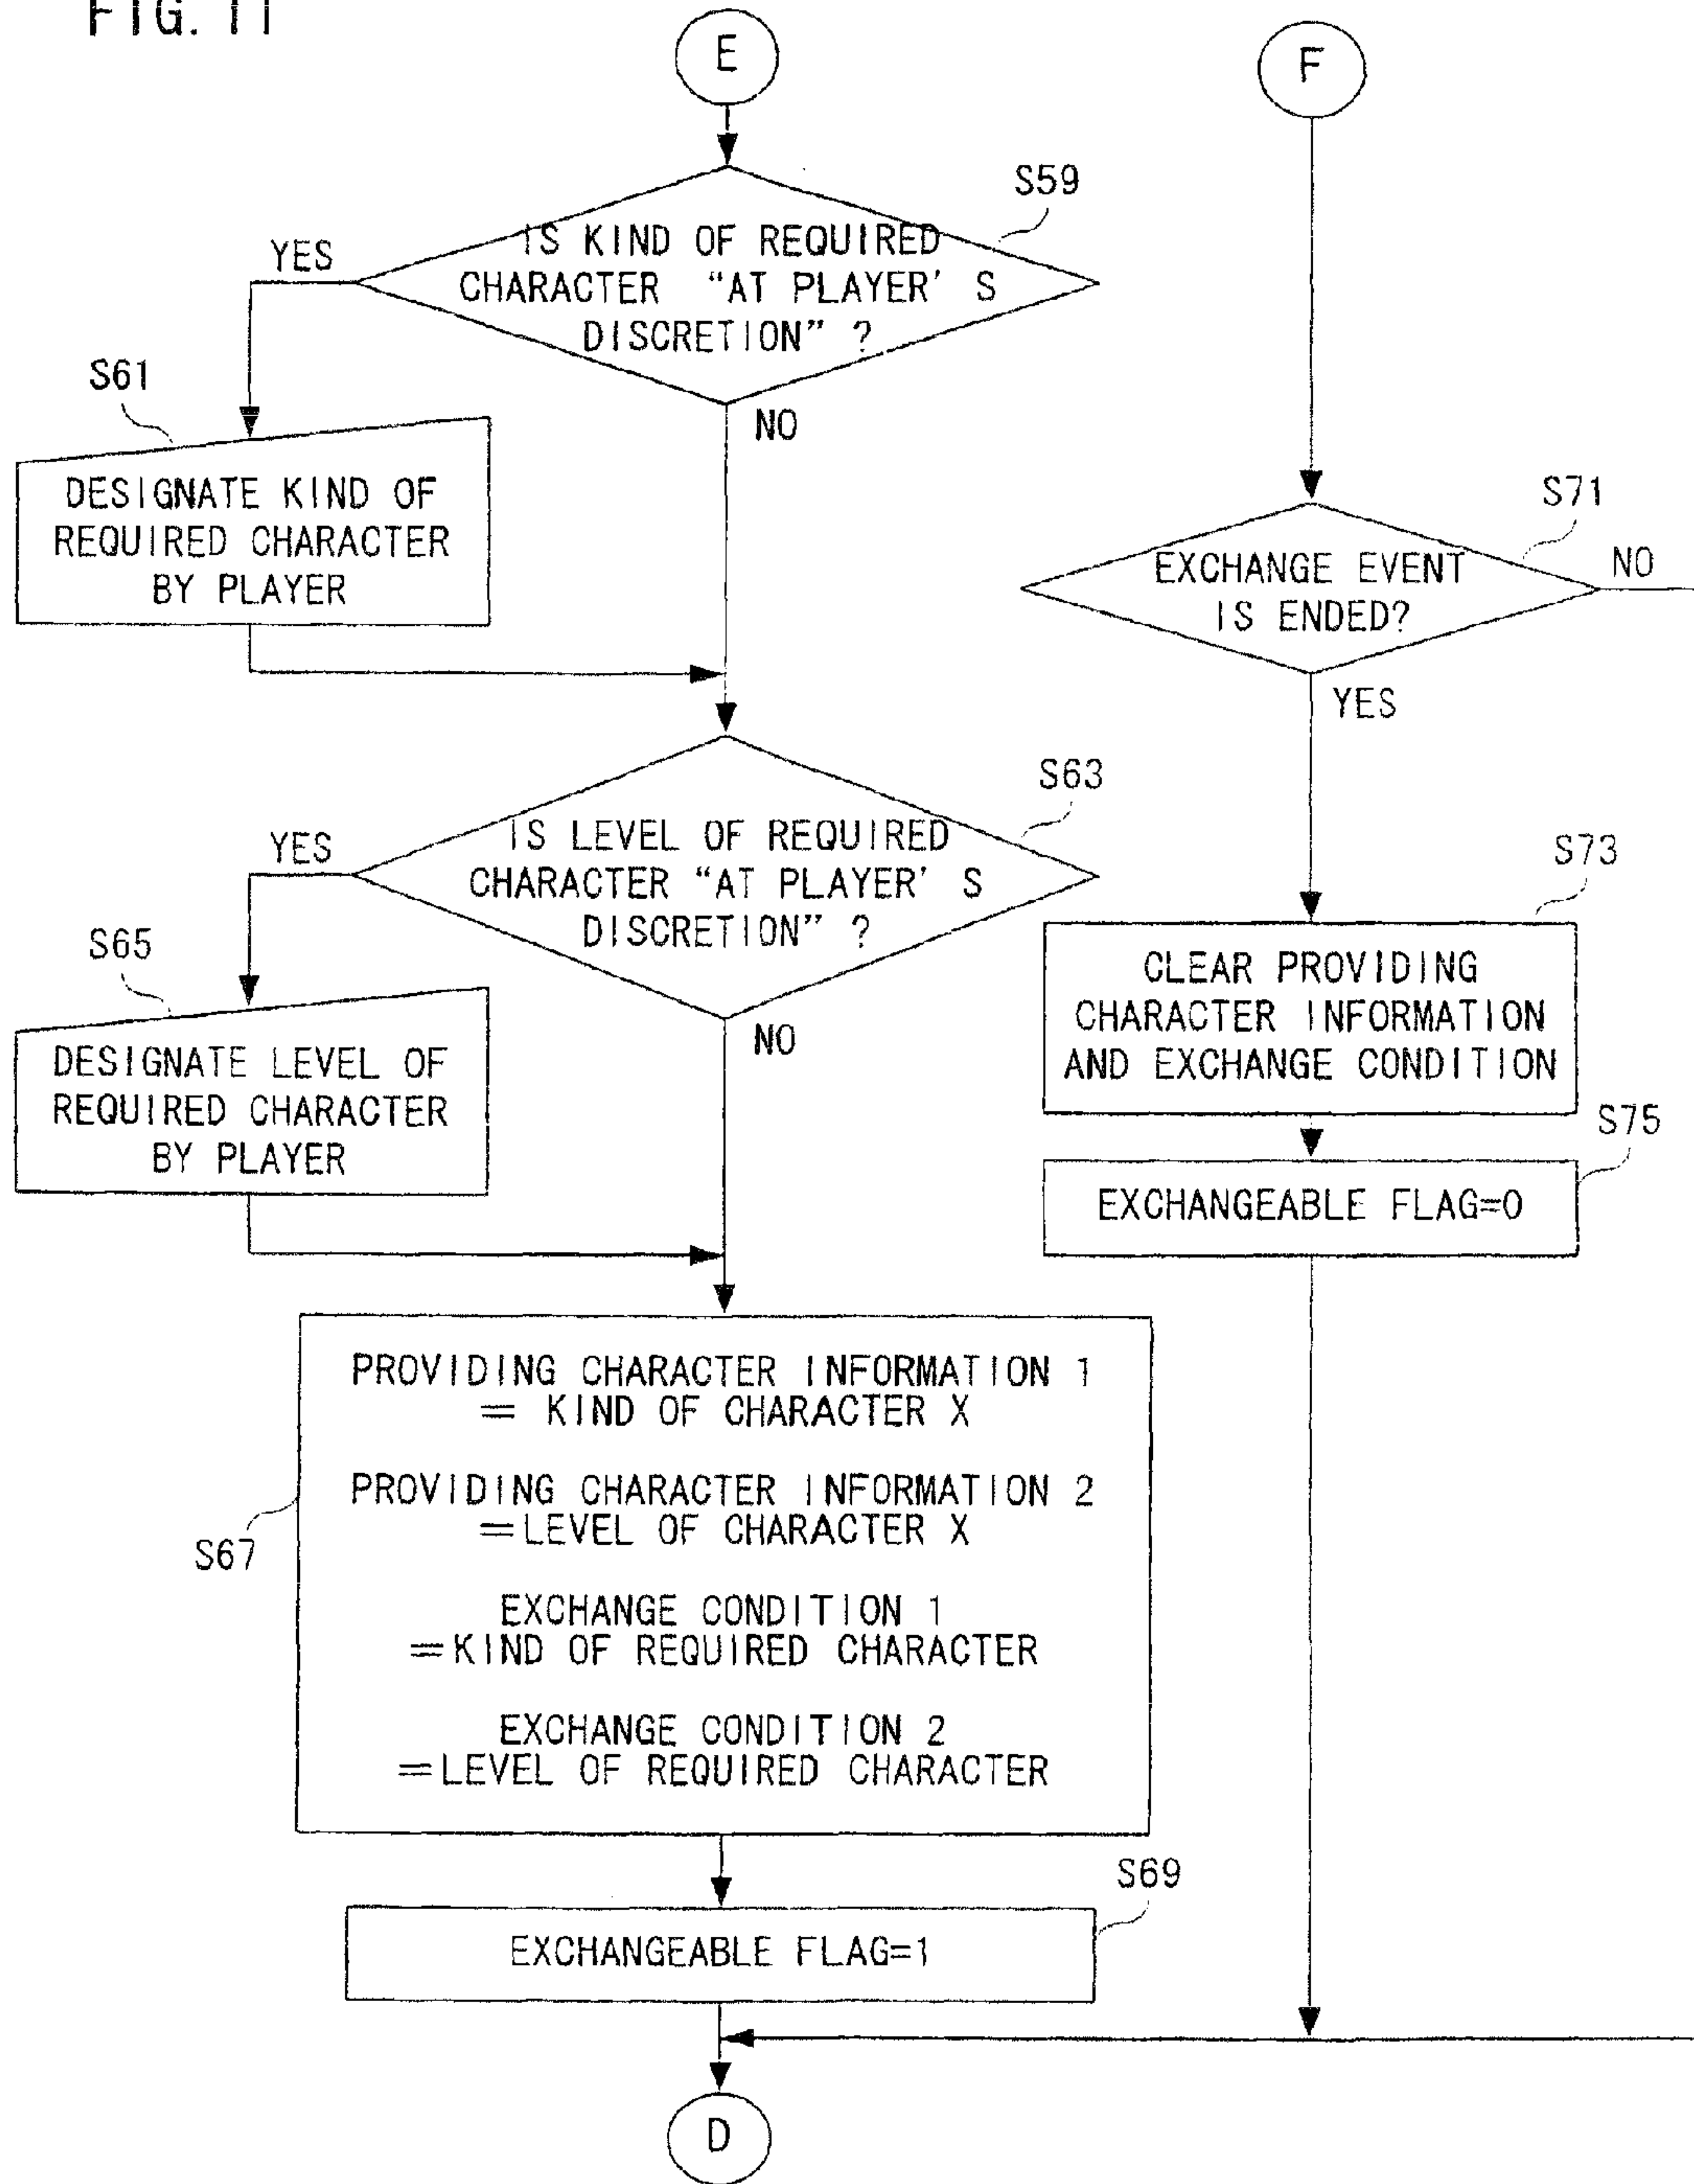 FIG. 11
E
S59
IS KIND OF REQUIRED
CHARACTER "AT PLAYER' S
DISCRETION" ?
YES
NO
S61
DESIGNATE KIND OF
REQUIRED CHARACTER
BY PLAYER
S63
IS LEVEL OF REQUIRED
CHARACTER "AT PLAYER' S
DISCRETION" ?
YES
NO
S65
DESIGNATE LEVEL OF
REQUIRED CHARACTER
BY PLAYER
S67
PROVIDING CHARACTER INFORMATION 1
= KIND OF CHARACTER X
PROVIDING CHARACTER INFORMATION 2
=LEVEL OF CHARACTER X
EXCHANGE CONDITION 1
=KIND OF REQUIRED CHARACTER
EXCHANGE CONDITION 2
=LEVEL OF REQUIRED CHARACTER
S69
EXCHANGEABLE FLAG=1
D
F
S71
EXCHANGE EVENT
IS ENDED?
NO
YES
S73
CLEAR PROVIDING
CHARACTER INFORMATION
AND EXCHANGE CONDITION
S75
EXCHANGEABLE FLAG=0